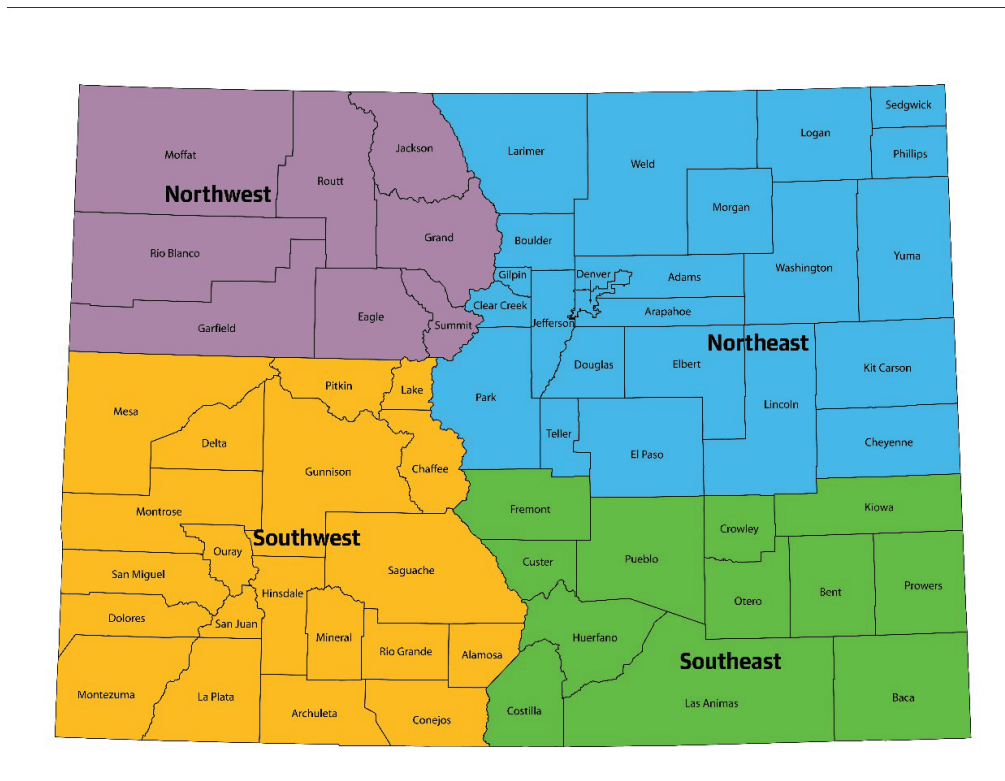 Sedgwick
Logan
Jackson
Larimer
Moffat
Phillips
Weld
Routt
Northwest
Morgan
Grand
Boulder
Rio Blanco
Yuma
Washington
Gilpin
Denver
Adams
Clear Creek
Arapahoe
Eagle
Jefferson
Summit
Garfield
Northeast
Douglas
Elbert
Kit Carson
Pitkin
Lake
Park
Lincoln
Mesa
Teller
Delta
Cheyenne
El Paso
Chaffee
Gunnison
Kiowa
Fremont
Montrose
Crowley
Southwest
Ouray
Pueblo
Custer
Saguache
San Miguel
Prowers
Hinsdale
Bent
Otero
Dolores
San Juan
Mineral
Huerfano
Rio Grande
Alamosa
Southeast
Montezuma
La Plata
Baca
Las Animas
Costilla
Archuleta
Conejos